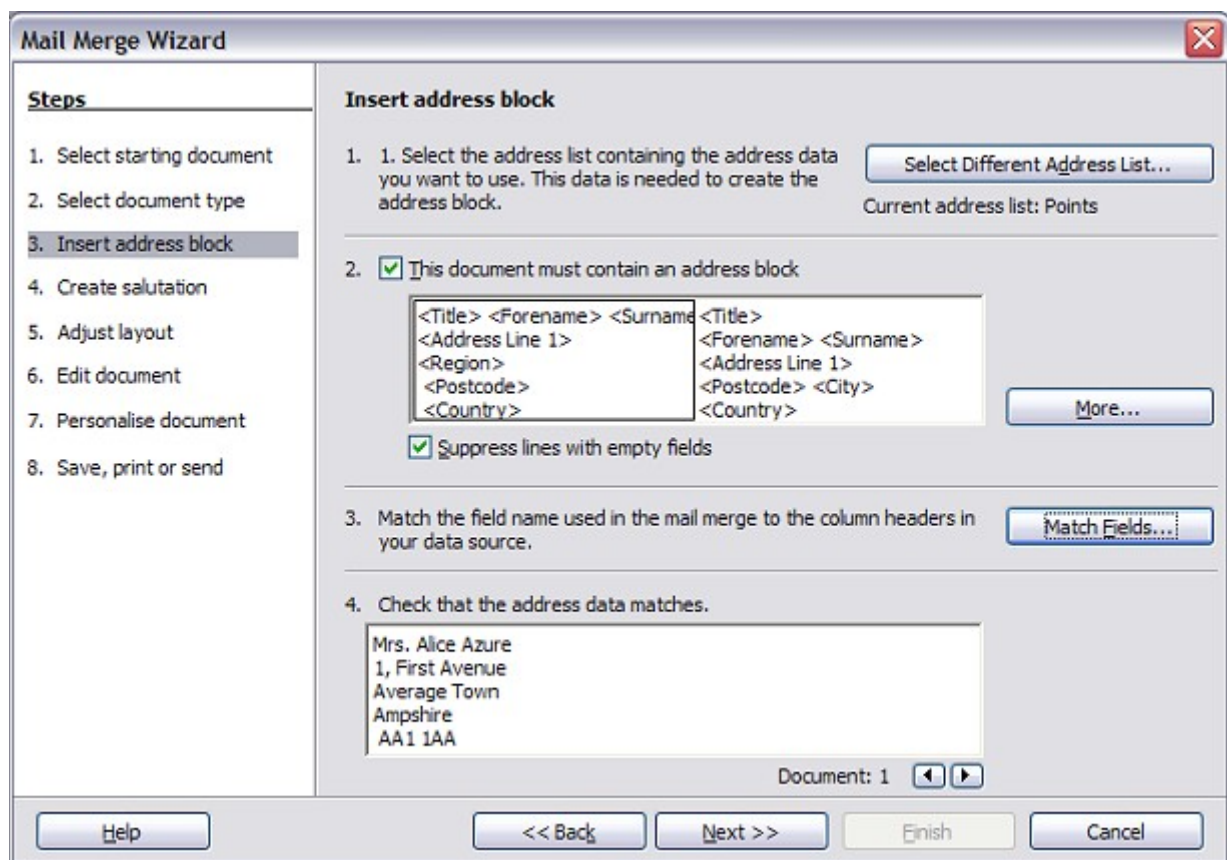 Mail Merge Wizard
Steps
1. Select starting document
2. Select document type
3. Insert address block
4. Create salutation
5. Adjust layout
6. Edit document
7. Personalise document
8. Save, print or send
Insert address block
1. 1. Select the address list containing the address data
you want to use. This data is needed to create the
address block.
Select Different Address List...
Current address list: Points
2. This document must contain an address block
<Title> <Forename> <Surname
<Address Line 1>
<Region>
<Postcode>
<Country>
<Title>
<Forename> <Surname>
<Address Line 1>
<Postcode> <City>
<Country>
More...
Suppress lines with empty fields
3. Match the field name used in the mail merge to the column headers in
your data source.
Match Fields...
4. Check that the address data matches.
Mrs. Alice Azure
1, First Avenue
Average Town
Ampshire
AA1 1AA
Document: 1
Help
<< Back
Next >>
Finish
Cancel